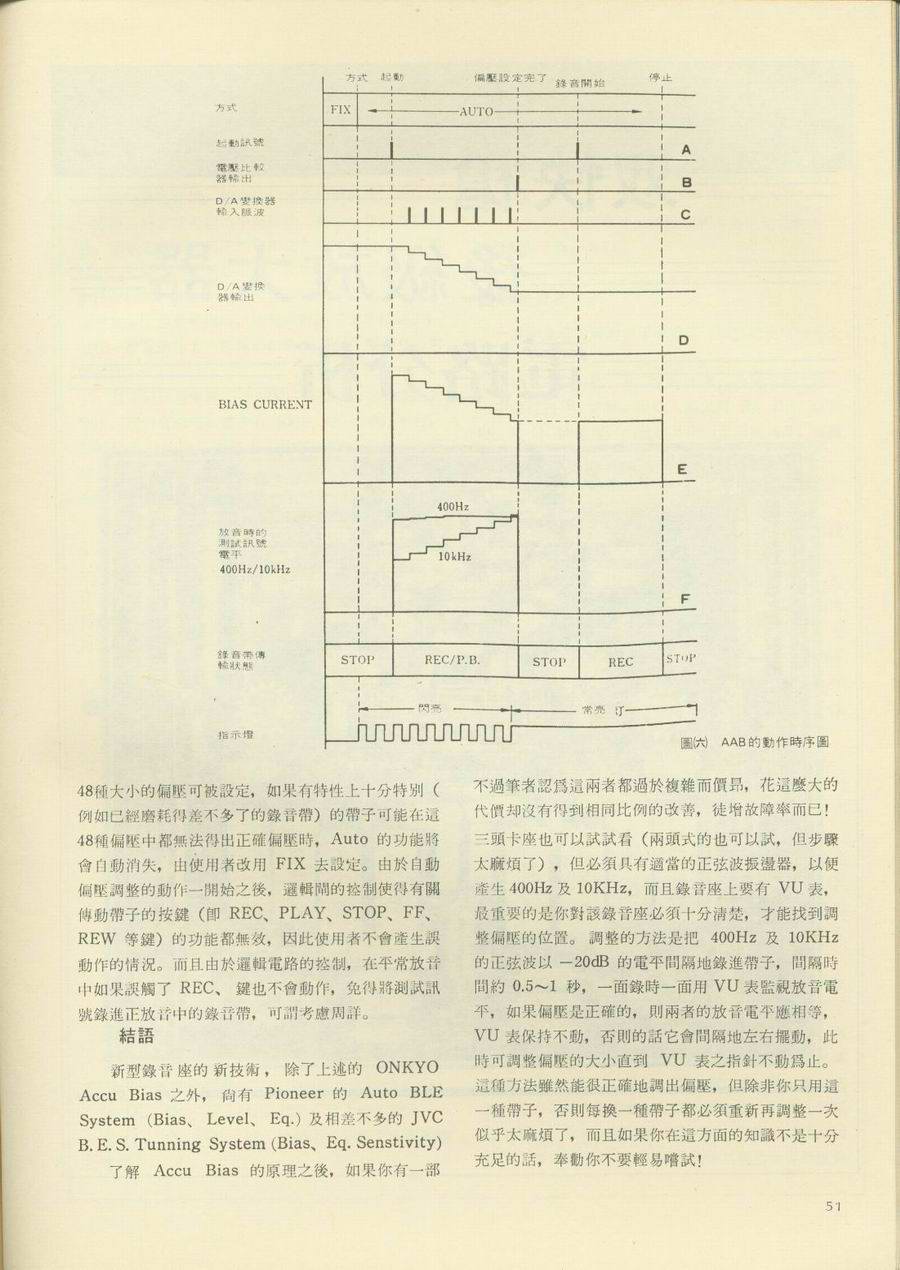 方式 起動 偏壓設定完了 錄音開始 停止
方式 FIX AUTO
起動訊號 A
電壓比較
器輸出 B
D/A變換器
輸入脈波 C
D/A變換
器輸出
D
BIAS CURRENT
E
400Hz
放音時的
測試訊號
電平
400Hz/10kHz
10kHz
F
錄音帶傳
輸狀態
STOP REC/P.B. STOP REC STOP
閃亮 常亮
指示燈
圖㈥ AAB的動作時序圖
48種大小的偏壓可被設定，如果有特性上十分特別（
例如已經磨耗得差不多了的錄音帶）的帶子可能在這
48種偏壓中都無法得出正確偏壓時，Auto 的功能將
會自動消失，由使用者改用 FIX 去設定。由於自動
偏壓調整的動作一開始之後，邏輯閘的控制使得有關
傳動帶子的按鍵（卽 REC、PLAY、STOP、FF、
REW 等鍵）的功能都無效，因此使用者不會產生誤
動作的情況。而且由於邏輯電路的控制，在平常放音
中如果誤觸了 REC、 鍵也不會動作，免得將測試訊
號錄進正放音中的錄音帶，可謂考慮周詳。
結語
新型錄音座的新技術，除了上述的 ONKYO
Accu Bias 之外，尙有 Pioneer 的 Auto BLE
System (Bias、Level、Eq.) 及相差不多的 JVC
B. E. S. Tunning System (Bias、Eq. Senstivity)
了解 Accu Bias 的原理之後，如果你有一部
不過筆者認爲這兩者都過於複雜而價昻，花這麼大的
代價却沒有得到相同比例的改善，徒增故障率而已！
三頭卡座也可以試試看（兩頭式的也可以試，但步驟
太麻煩了），但必須具有適當的正弦波振盪器，以便
產生400Hz 及 10KHz，而且錄音座上要有 VU 表，
最重要的是你對該錄音座必須十分清楚，才能找到調
整偏壓的位置。調整的方法是把 400Hz 及 10KHz
的正弦波以 －20dB 的電平間隔地錄進帶子，間隔時
間約 0.5～1 秒，一面錄時一面用 VU 表監視放音電
平，如果偏壓是正確的，則兩者的放音電平應相等，
VU 表保持不動，否則的話它會間隔地左右擺動，此
時可調整偏壓的大小直到 VU 表之指針不動爲止。
這種方法雖然能很正確地調出偏壓，但除非你只用這
一種帶子，否則每換一種帶子都必須重新再調整一次
似乎太麻煩了，而且如果你在這方面的知識不是十分
充足的話，奉勸你不要輕易嚐試！
51